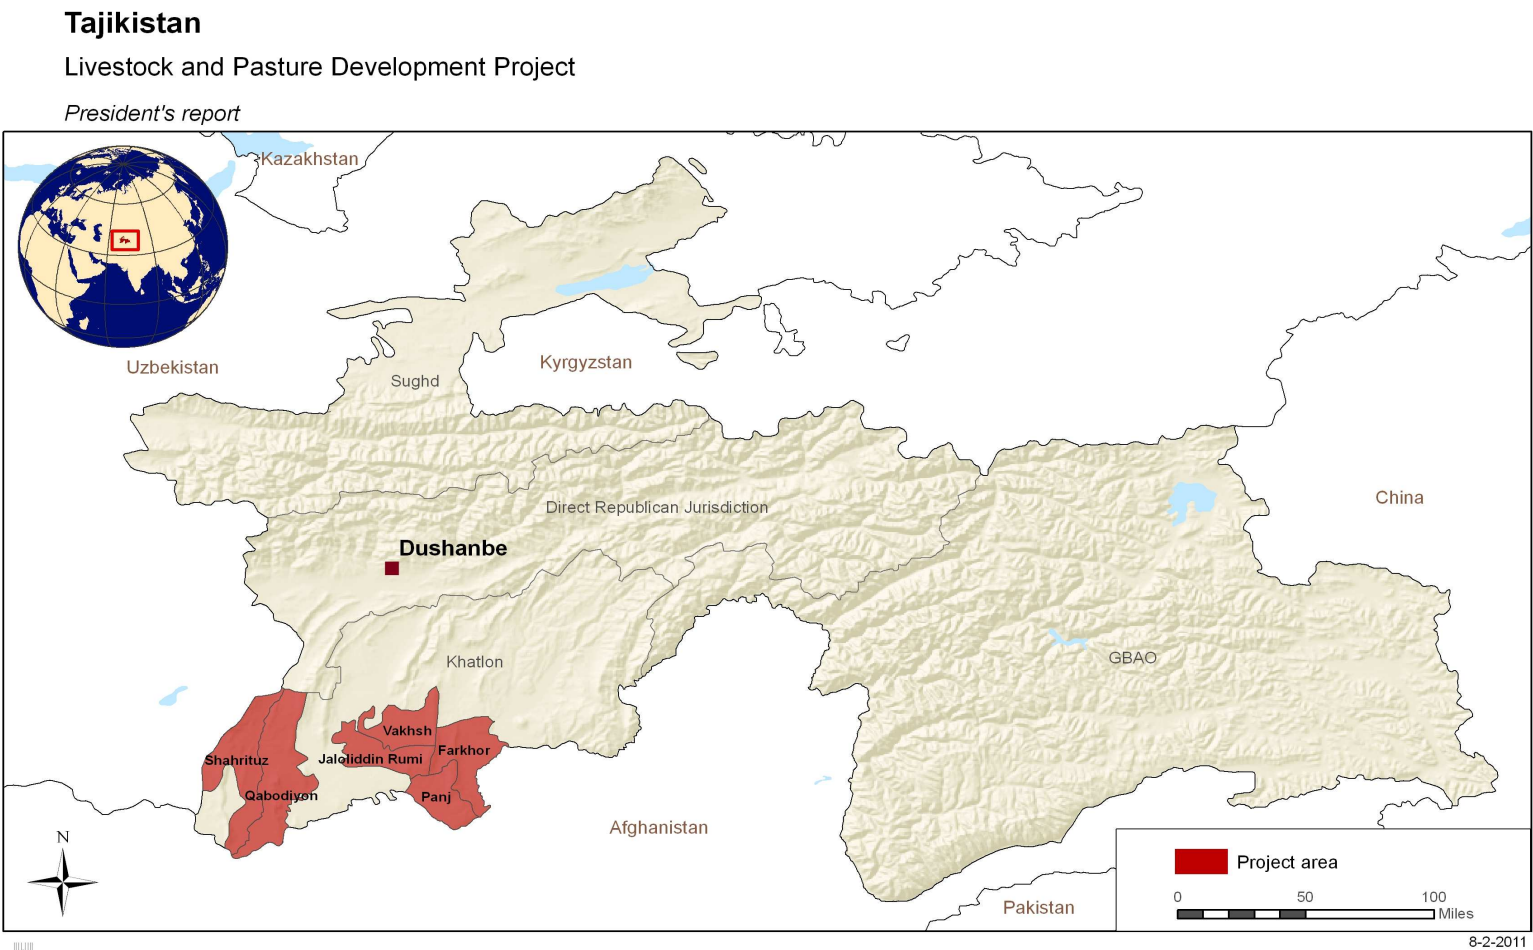 Tajikistan
Livestock and Pasture Development Project
President's report
Kazakhstan
Uzbekistan
Kyrgyzstan
Sughd
China
Direct Republican Jurisdiction
Dushanbe
Khatlon
GBAO
Vakhsh
Farkhor
Shahrituz
Jaloliddin Rumi
Qabodiyon
Panj
Afghanistan
N
Project area
0 50 100
Miles
Pakistan
8-2-2011